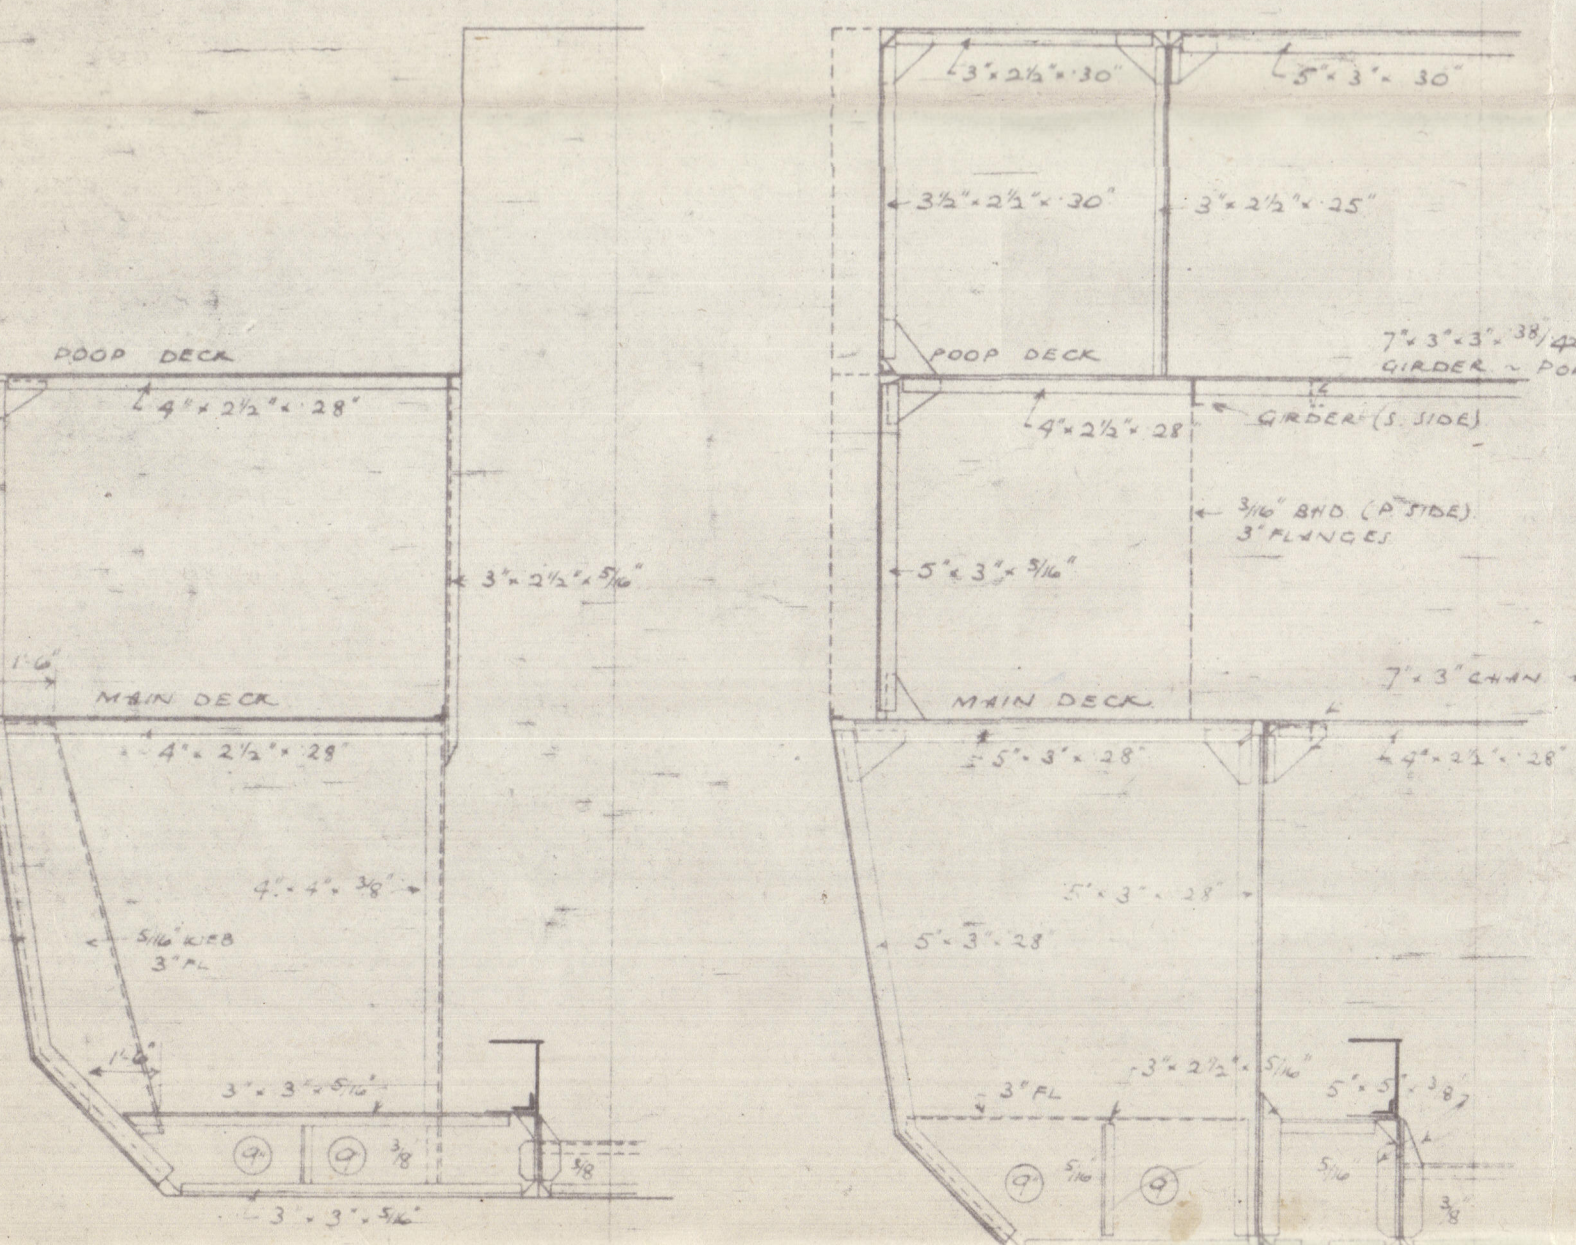 POOP DECK
4" × 2½" × ·28"
3" × 2½" × 5/16"
1'-6"
MAIN DECK
4" × 2½" × ·28"
4" × 4" × 3/8"
5/16" WEB
3" FL
1'-6"
3" × 3" × 5/16"
9"
9"
3/8"
3/8
3" × 3" × 5/16"
3" × 2½" × ·30"
5" × 3" × ·30"
3½" × 2½" × ·30"
3" × 2½" × ·25"
7" × 3" × 3" × ·38/·42
POOP DECK
GIRDER ~
4" × 2½" × ·28
GIRDER (S. SIDE)
3/16" BHD (P. SIDE)
3" FLANGES
5" × 3" × 5/16"
7" × 3" CHAN
MAIN DECK
5" × 3" × ·28"
4" × 2½" × ·28"
5" × 3" × ·28"
5" × 3" × ·28"
3" × 2½" × 5/16"
5" × 5" × 3/8"
3" FL
9"
5/16"
9"
5/16"
3/8"